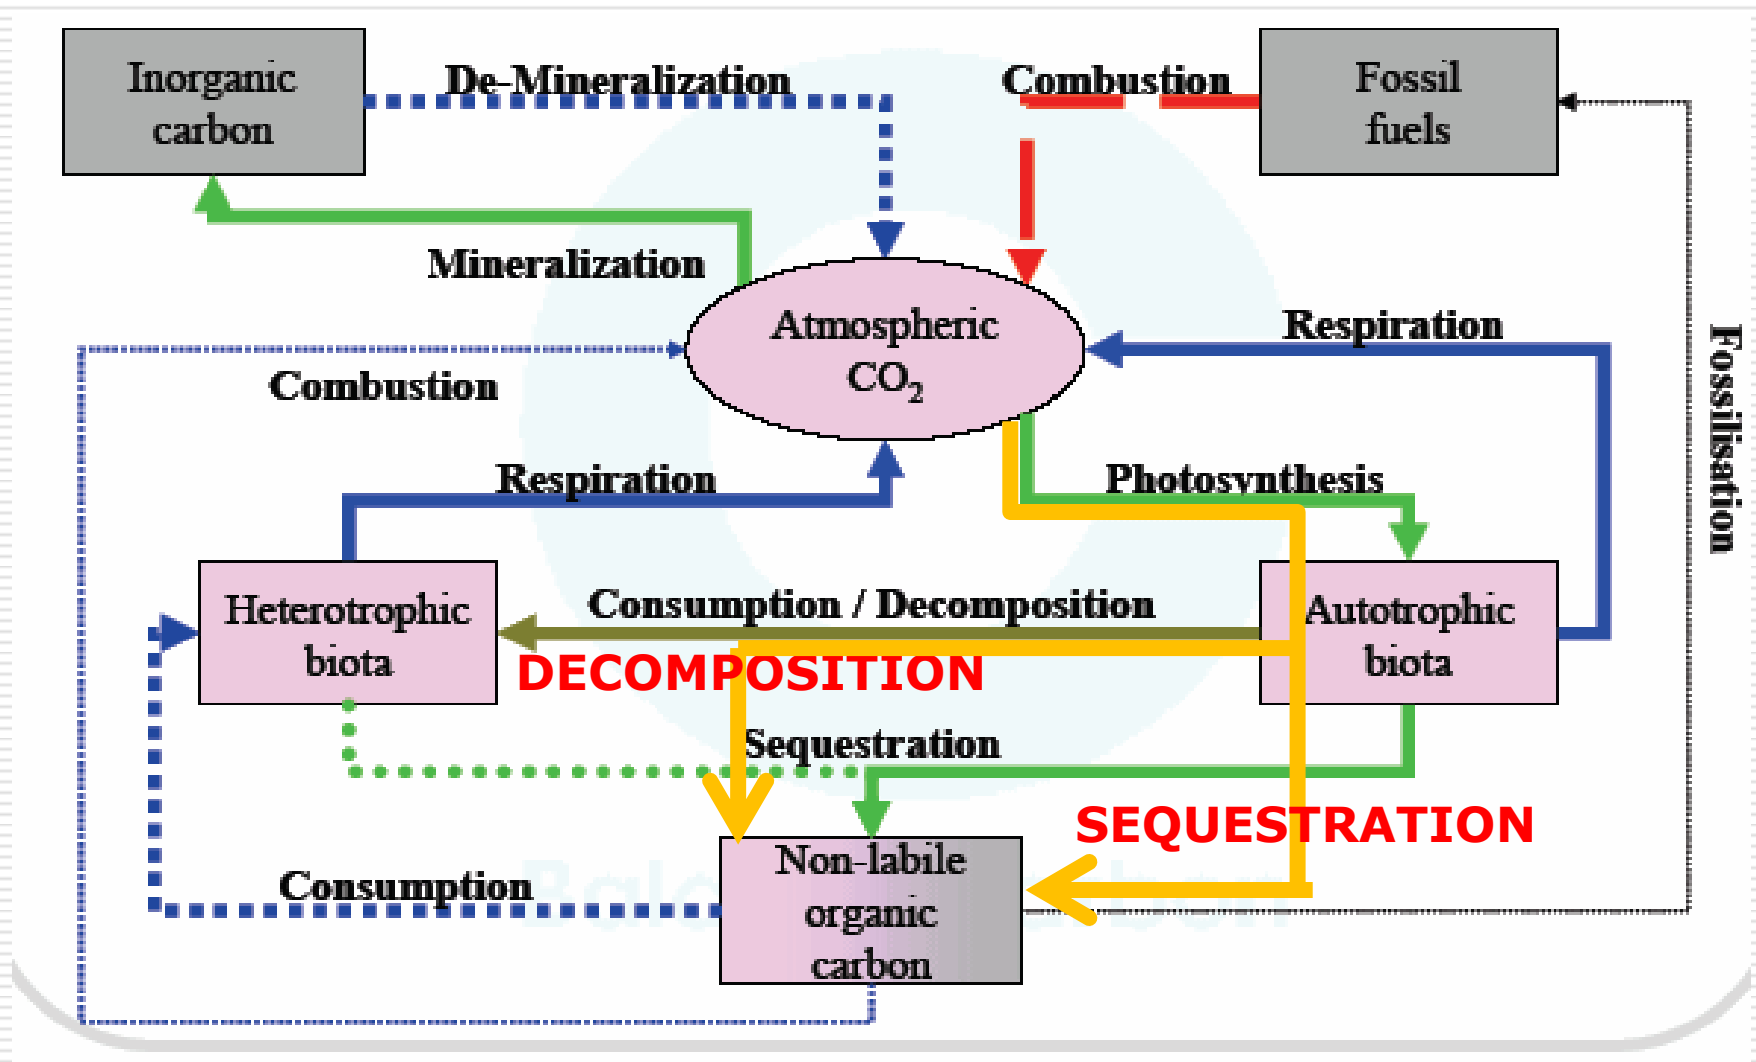 Inorganic
carbon
De-Mineralization
Combustion
Fossil
fuels
Mineralization
Atmospheric
CO₂
Respiration
Combustion
Fossilisation
Respiration
Photosynthesis
Heterotrophic
biota
Consumption / Decomposition
Autotrophic
biota
DECOMPOSITION
Sequestration
SEQUESTRATION
Non-labile
organic
carbon
Consumption